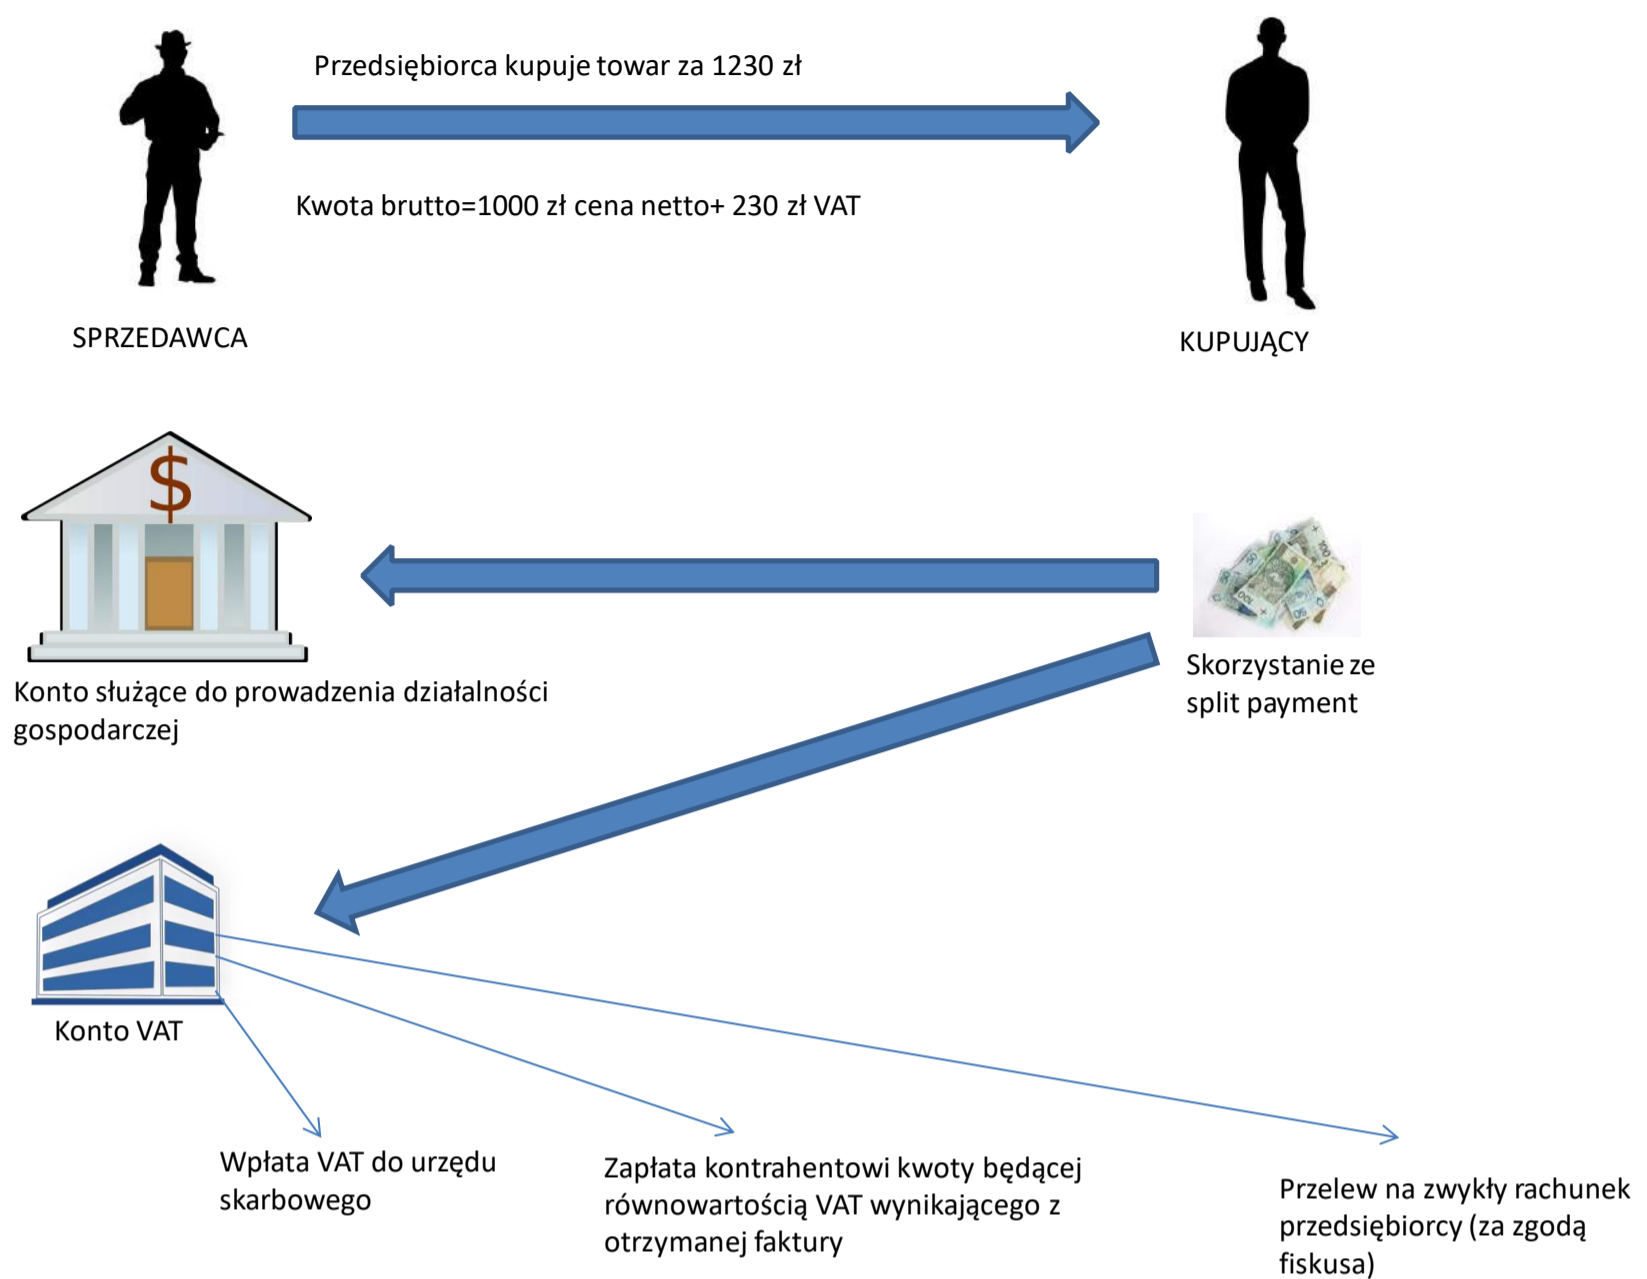 Przedsiębiorca kupuje towar za 1230 zł
Kwota brutto=1000 zł cena netto+ 230 zł VAT
SPRZEDAWCA
KUPUJĄCY
$
Skorzystanie ze
split payment
Konto służące do prowadzenia działalności
gospodarczej
Konto VAT
Wpłata VAT do urzędu
skarbowego
Zapłata kontrahentowi kwoty będącej
równowartością VAT wynikającego z
otrzymanej faktury
Przelew na zwykły rachunek
przedsiębiorcy (za zgodą
fiskusa)